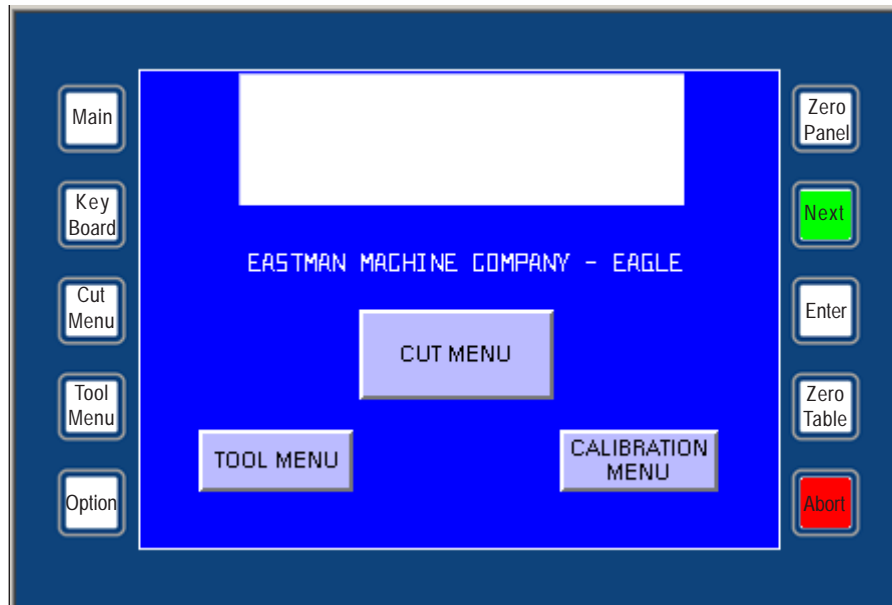 Main
Key
Board
Cut
Menu
Tool
Menu
Option
EASTMAN MACHINE COMPANY - EAGLE
CUT MENU
TOOL MENU
CALIBRATION
MENU
Zero
Panel
Next
Enter
Zero
Table
Abort